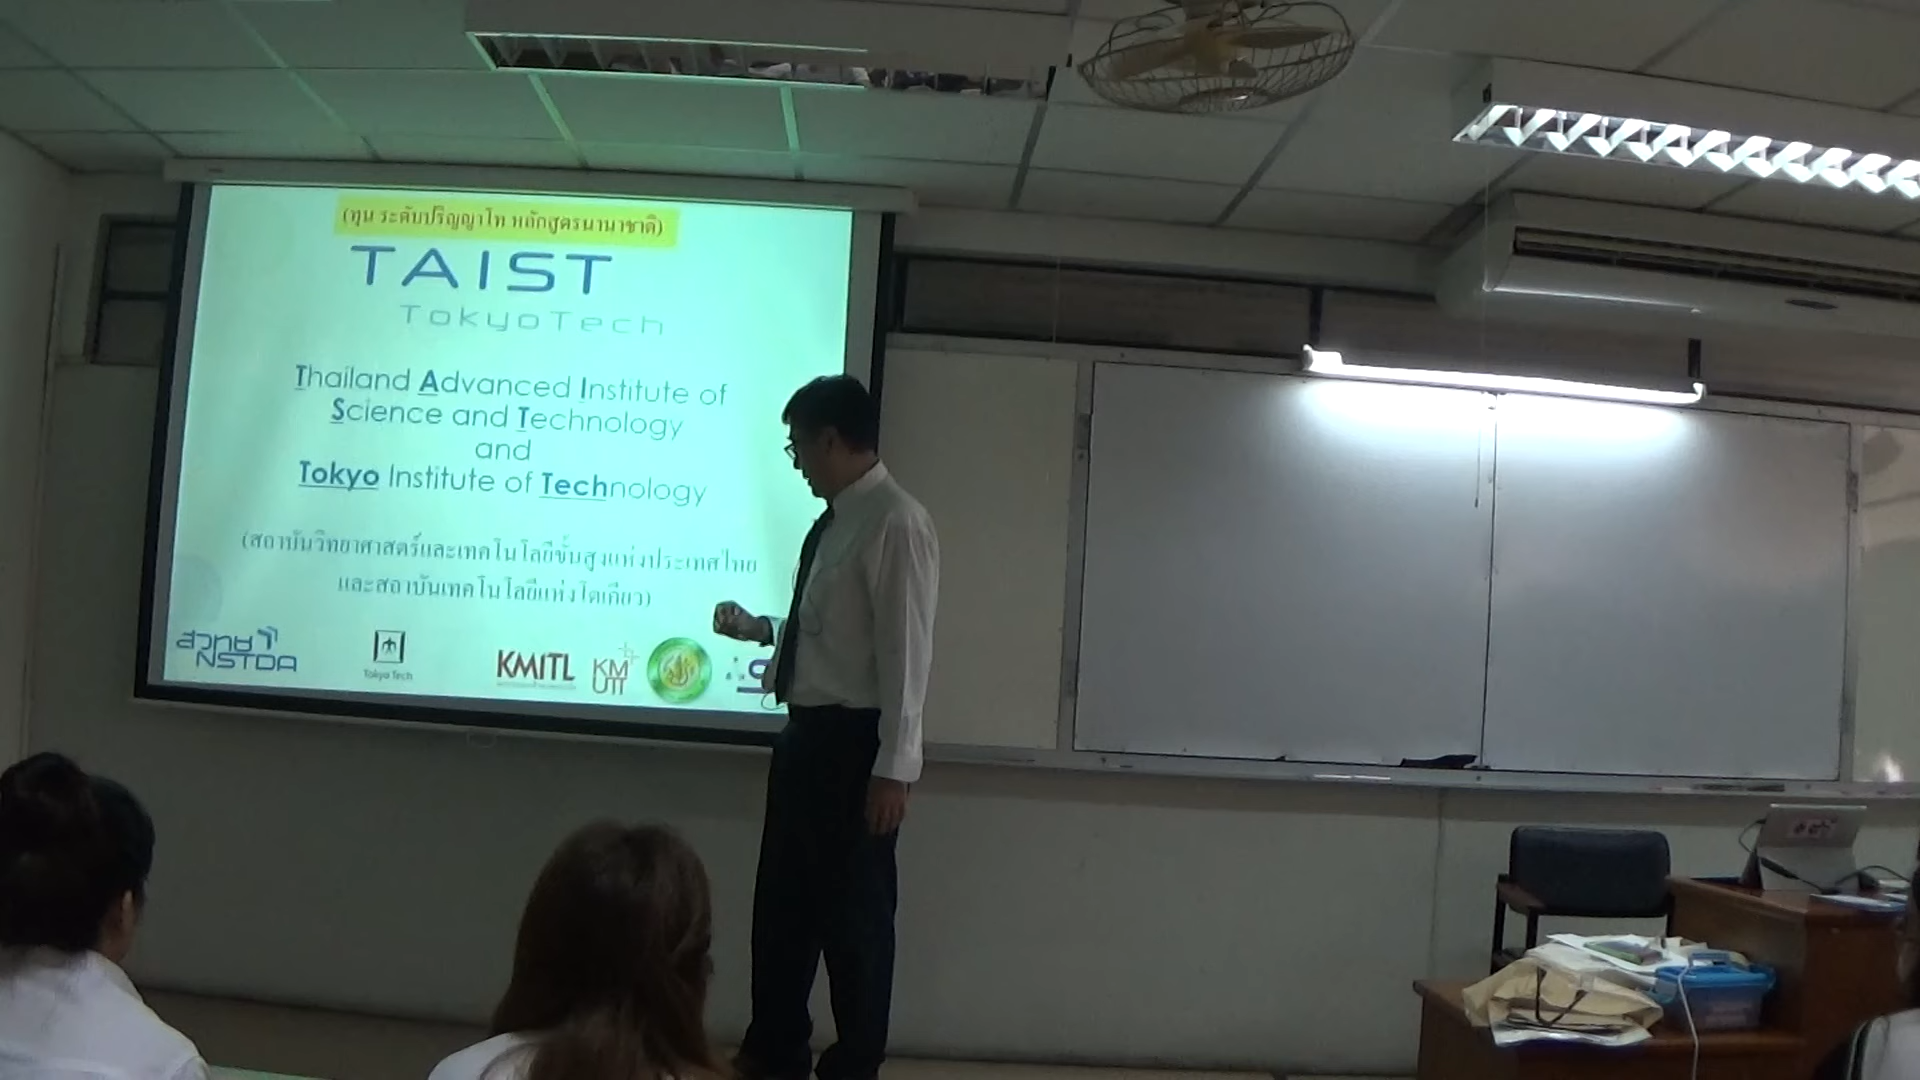 (ทุน ระดับปริญญาโท หลักสูตรนานาชาติ)
TAIST
TokyoTech
Thailand Advanced Institute of
Science and Technology
and
Tokyo Institute of Technology
(สถาบันวิทยาศาสตร์และเทคโนโลยีขั้นสูงแห่งประเทศไทย
และสถาบันเทคโนโลยีแห่งโตเกียว)
สวทช
NSTDA
Tokyo Tech
KMITL
KM
UTT